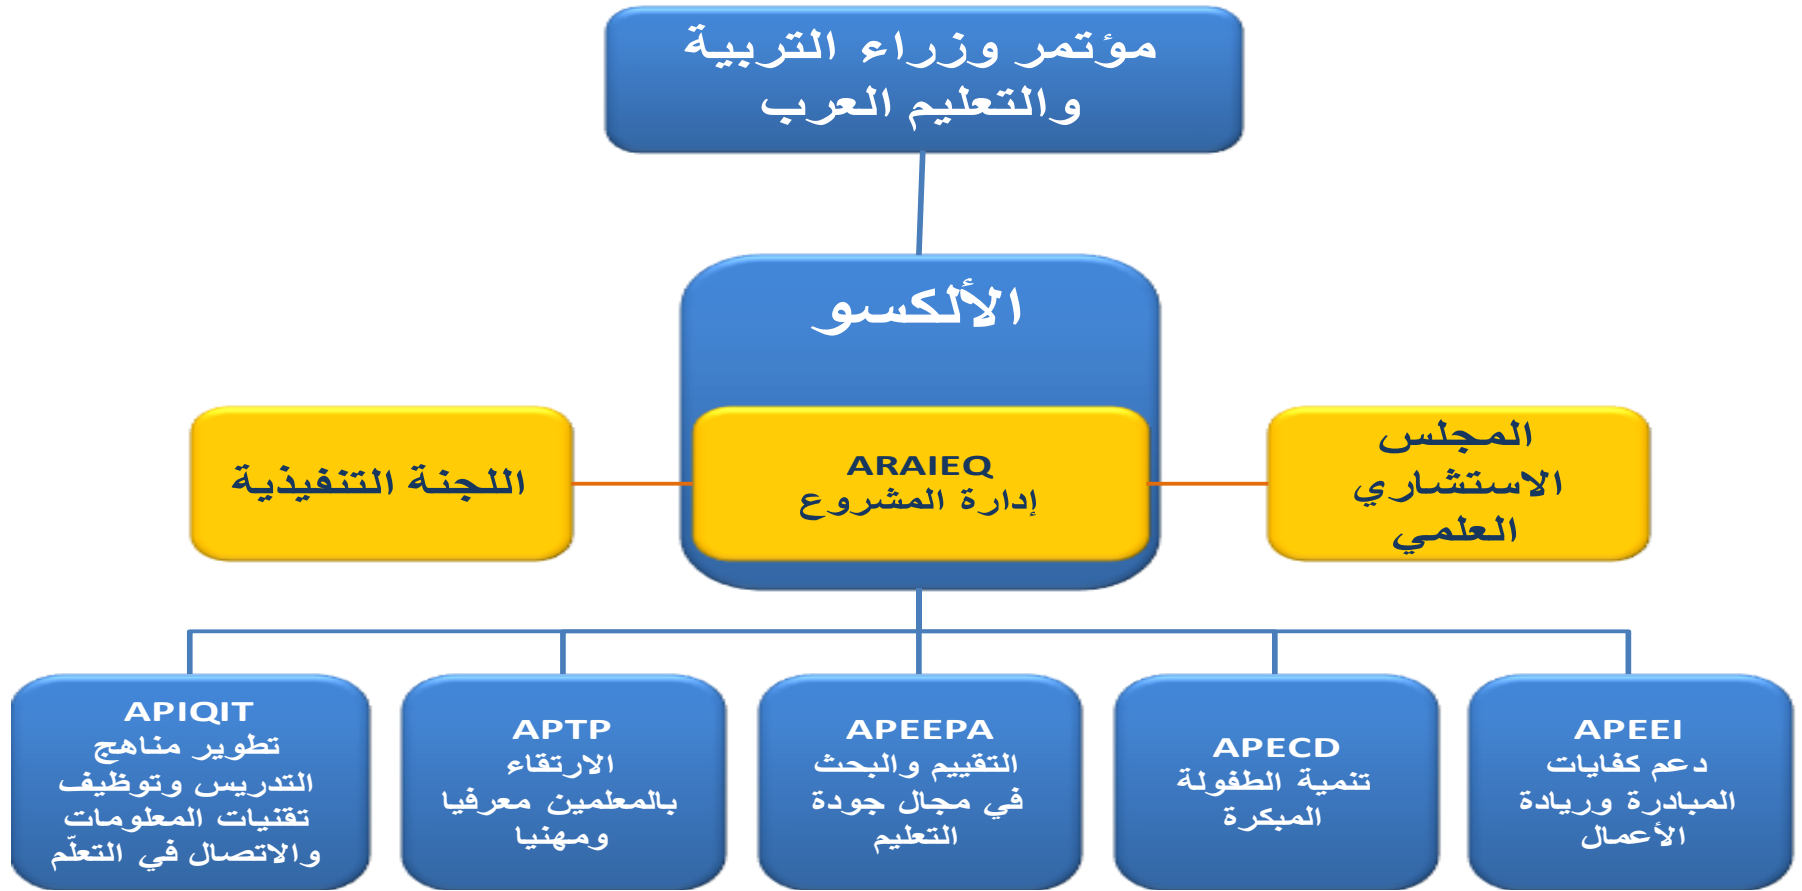 مؤتمر وزراء التربية
والتعليم العرب
الألكسو
المجلس
الاستشاري
العلمي
ARAIEQ
إدارة المشروع
اللجنة التنفيذية
APEEI
دعم كفايات
المبادرة وريادة
الأعمال
APECD
تنمية الطفولة
المبكرة
APEEPA
التقييم والبحث
في مجال جودة
التعليم
APTP
الارتقاء
بالمعلمين معرفيا
ومهنيا
APIQIT
تطوير مناهج
التدريس وتوظيف
تقنيات المعلومات
والاتصال في التعلّم